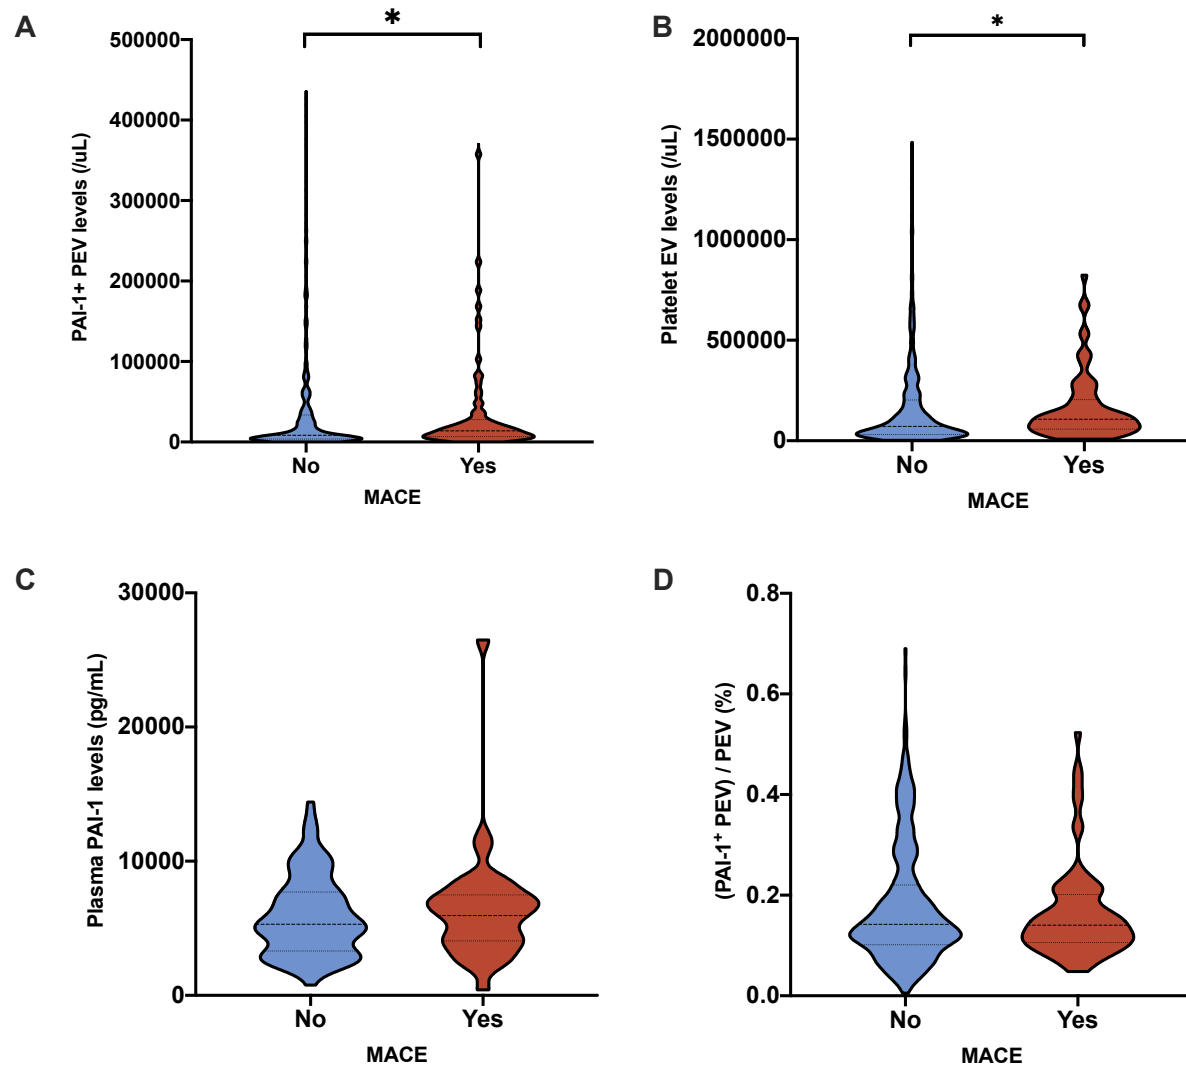 A
*
500000
400000
300000
200000
100000
0
PAI-1+ PEV levels (/uL)
No
Yes
MACE
B
*
2000000
1500000
1000000
500000
0
Platelet EV levels (/uL)
No
Yes
MACE
C
30000
20000
10000
0
Plasma PAI-1 levels (pg/mL)
No
Yes
MACE
D
0.8
0.6
0.4
0.2
0.0
(PAI-1⁺ PEV) / PEV (%)
No
Yes
MACE